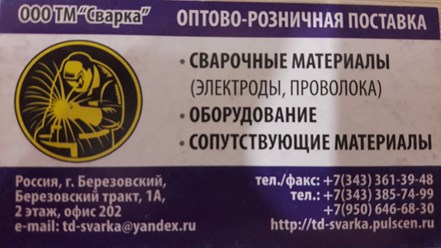 ООО ТМ "Сварка"
ОПТОВО-РОЗНИЧНАЯ ПОСТАВКА
• СВАРОЧНЫЕ МАТЕРИАЛЫ
(ЭЛЕКТРОДЫ, ПРОВОЛОКА)
• ОБОРУДОВАНИЕ
• СОПУТСТВУЮЩИЕ МАТЕРИАЛЫ
Россия, г. Березовский,
Березовский тракт, 1А,
2 этаж, офис 202
e-mail: td-svarka@yandex.ru
тел./факс: +7(343) 361-39-48
тел.: +7(343) 385-74-99
+7(950) 646-68-30
http://td-svarka.pulscen.ru